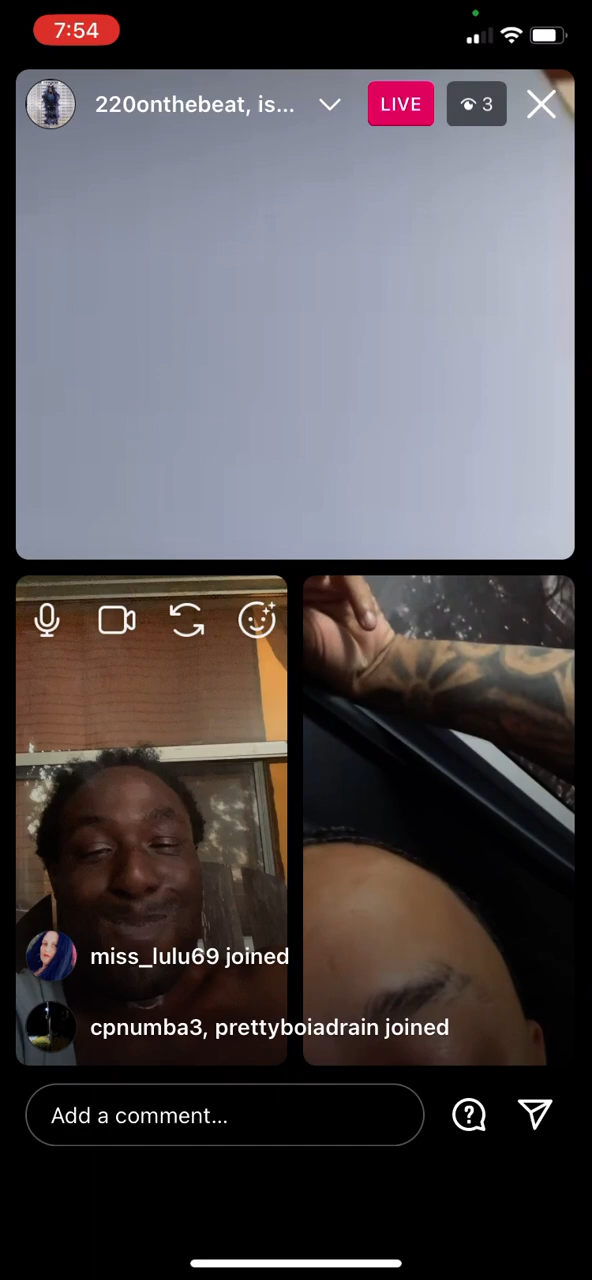 7:54
220onthebeat, is... LIVE 3
miss_lulu69 joined
cpnumba3, prettyboiadrain joined
Add a comment...
?